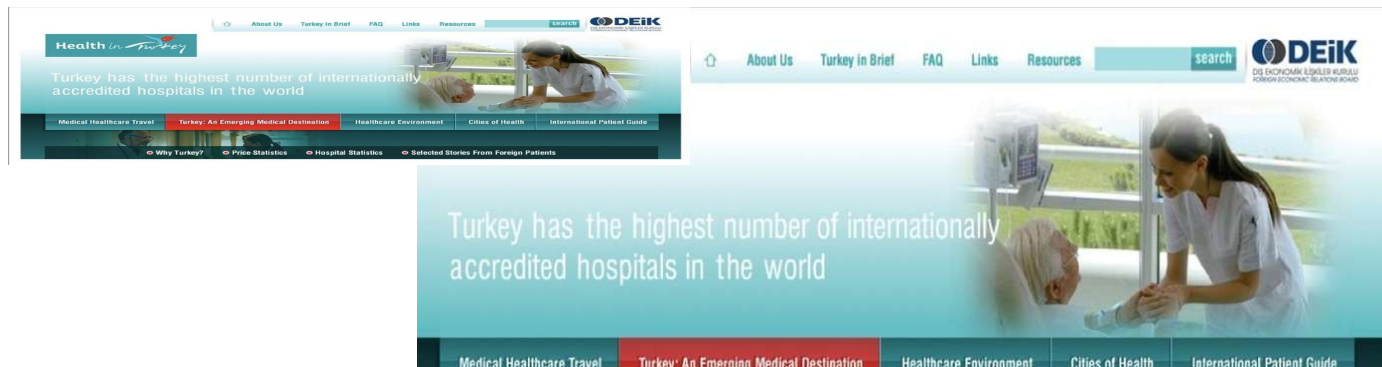 About Us Turkey in Brief FAQ Links Resources search DEiK
Health in Turkey
Turkey has the highest number of internationally
accredited hospitals in the world
Medical Healthcare Travel Turkey: An Emerging Medical Destination Healthcare Environment Cities of Health International Patient Guide
Why Turkey? Price Statistics Hospital Statistics Selected Stories From Foreign Patients
About Us Turkey in Brief FAQ Links Resources search DEiK
DIŞ EKONOMİK İLİŞKİLER KURULU
FOREIGN ECONOMIC RELATIONS BOARD
Turkey has the highest number of internationally
accredited hospitals in the world
Medical Healthcare Travel Turkey: An Emerging Medical Destination Healthcare Environment Cities of Health International Patient Guide